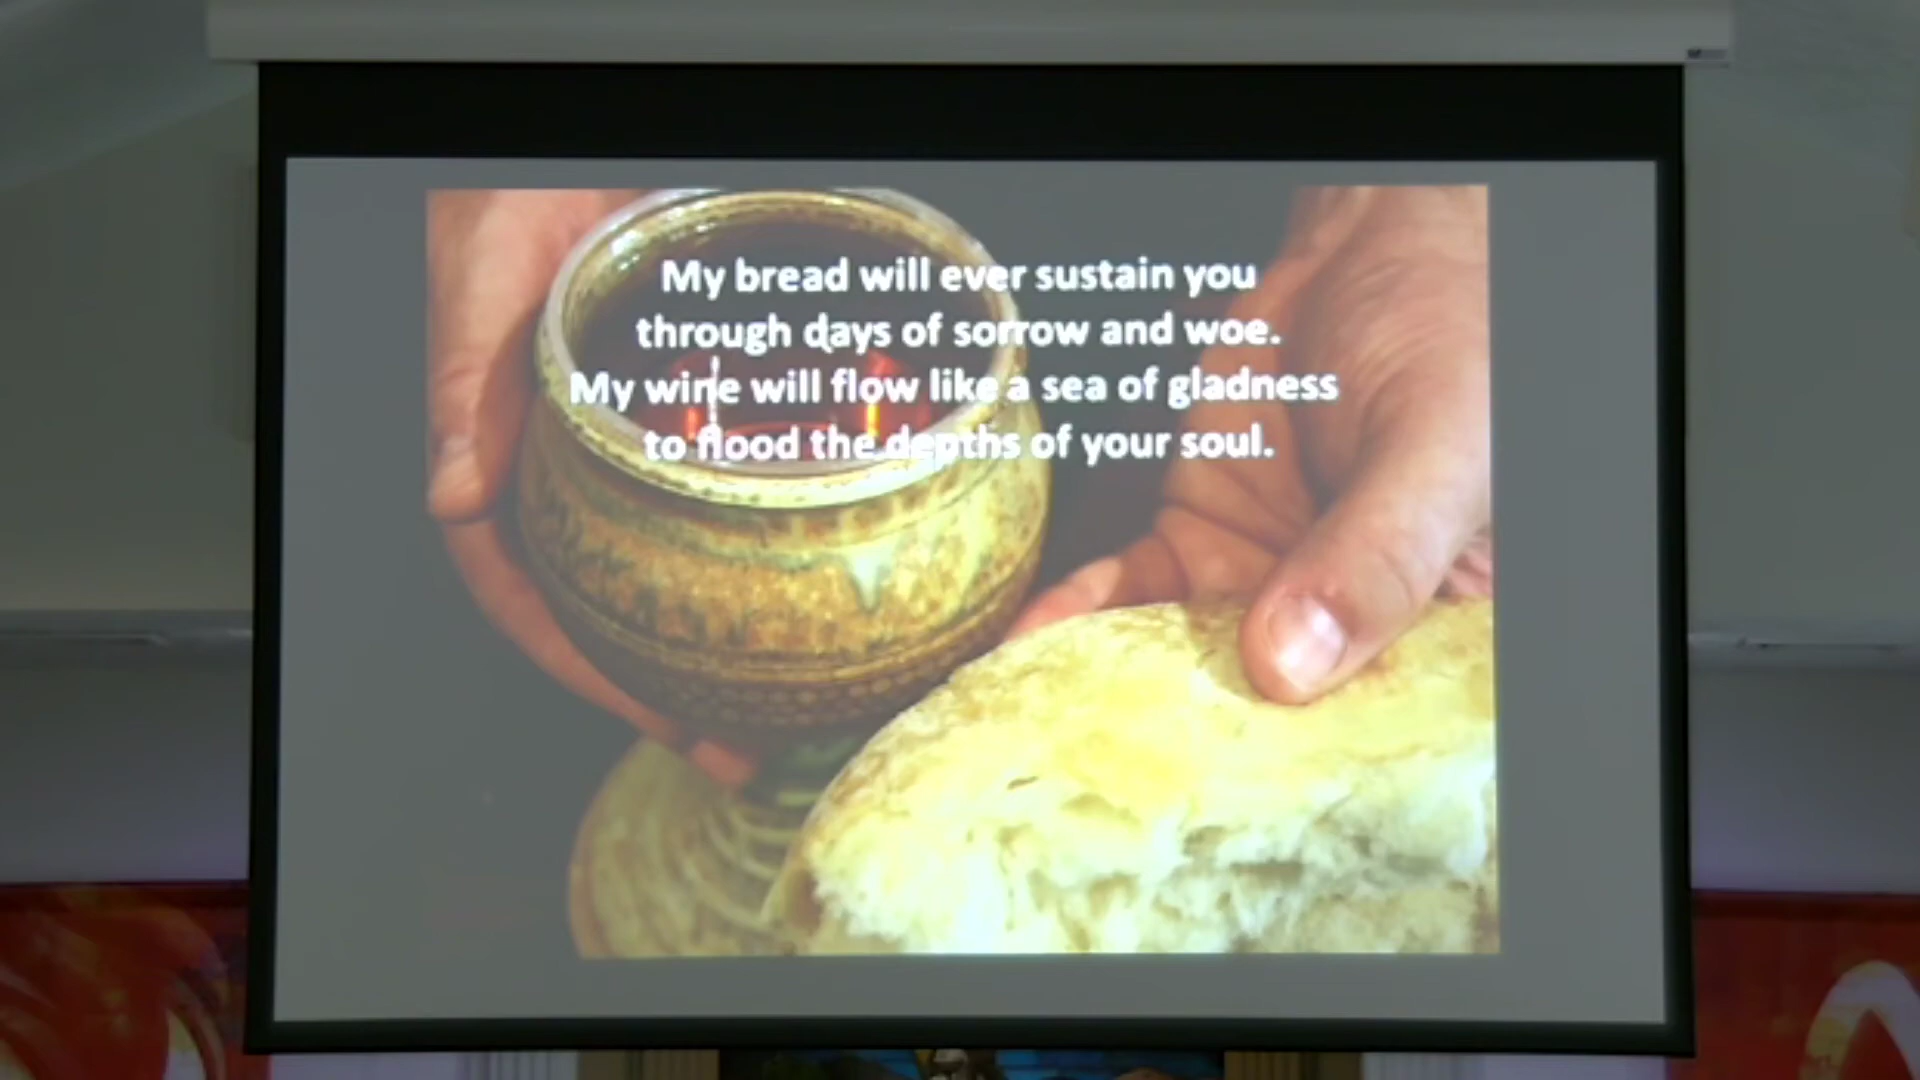 My bread will ever sustain you
through days of sorrow and woe.
My wine will flow like a sea of gladness
to flood the depths of your soul.